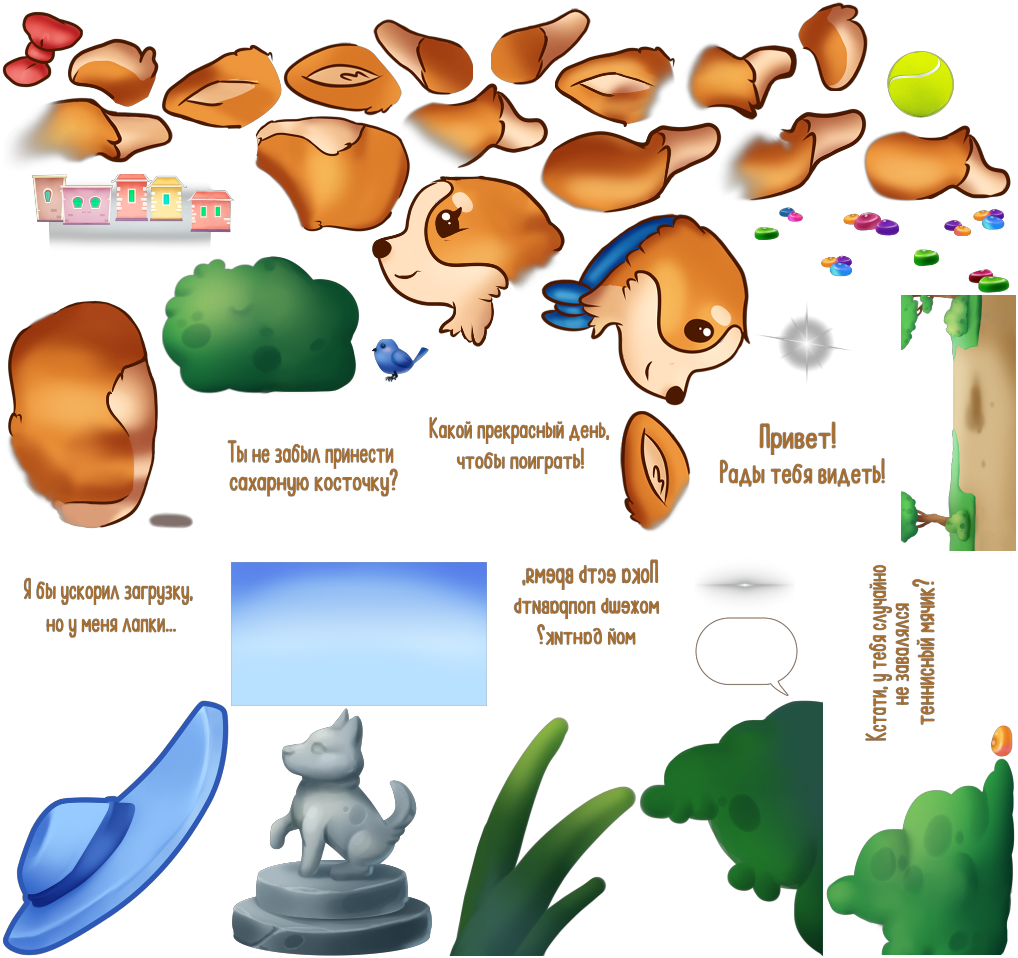 Ты не забыл принести
сахарную косточку?
Какой прекрасный день,
чтобы поиграть!
Привет!
Рады тебя видеть!
Я бы ускорил загрузку,
но у меня лапки...
Пока есть время,
можешь поправить
мой бантик?
Кстати, у тебя случайно
не завалялся
теннисный мячик?